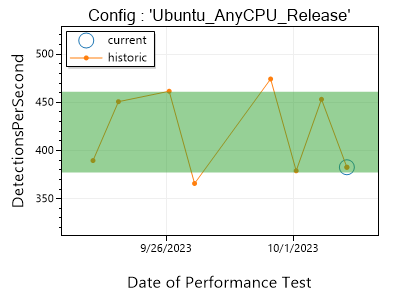 Config : 'Ubuntu_AnyCPU_Release'
current
historic
DetectionsPerSecond
500
450
400
350
9/26/2023
10/1/2023
Date of Performance Test